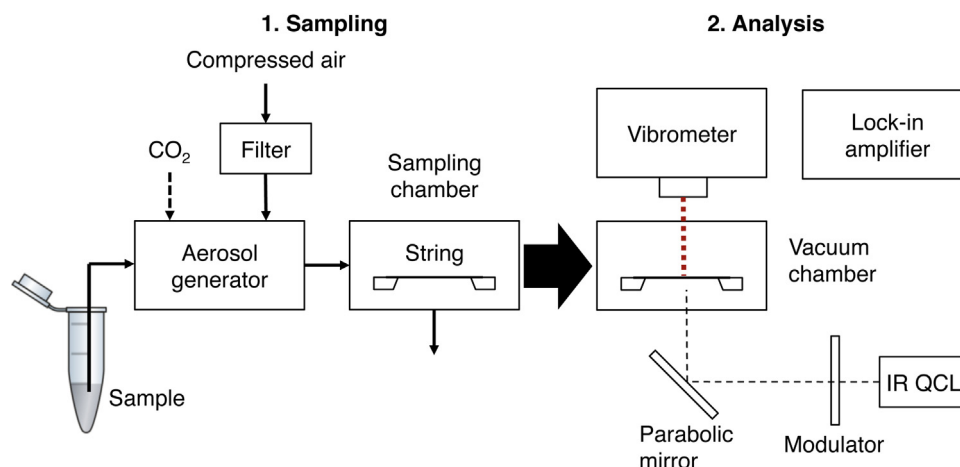 1. Sampling
2. Analysis
Compressed air
CO₂
Filter
Sampling
chamber
Aerosol
generator
String
Sample
Vibrometer
Lock-in
amplifier
Vacuum
chamber
Parabolic
mirror
Modulator
IR QCL